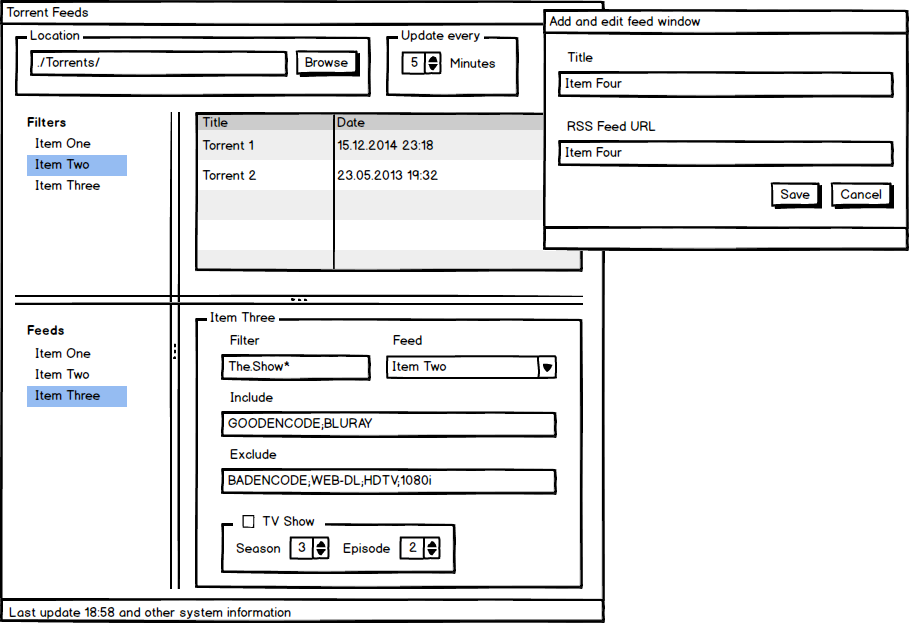 Torrent Feeds
Location
./Torrents/
Browse
Update every
5 Minutes
Add and edit feed window
Title
Item Four
RSS Feed URL
Item Four
Save Cancel
Filters
Item One
Item Two
Item Three
Title Date
Torrent 1 15.12.2014 23:18
Torrent 2 23.05.2013 19:32
Feeds
Item One
Item Two
Item Three
Item Three
Filter Feed
The.Show* Item Two
Include
GOODENCODE;BLURAY
Exclude
BADENCODE;WEB-DL;HDTV;1080i
TV Show
Season 3 Episode 2
Last update 18:58 and other system information